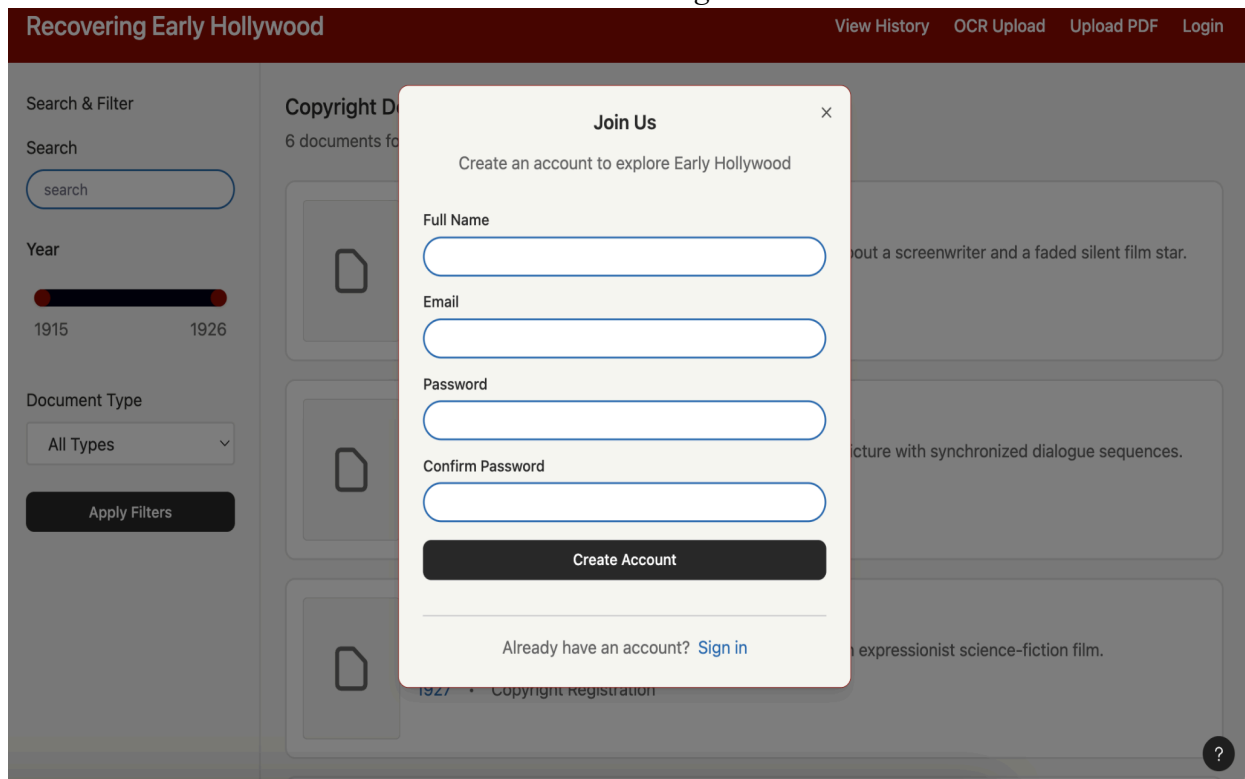 Recovering Early Hollywood
View History OCR Upload Upload PDF Login
Search & Filter
Search
search
Year
1915 1926
Document Type
All Types
Apply Filters
Copyright
6 documents
out a screenwriter and a faded silent film star.
icture with synchronized dialogue sequences.
expressionist science-fiction film.
1927 • Copyright Registration
Join Us
×
Create an account to explore Early Hollywood
Full Name
Email
Password
Confirm Password
Create Account
Already have an account? Sign in
?